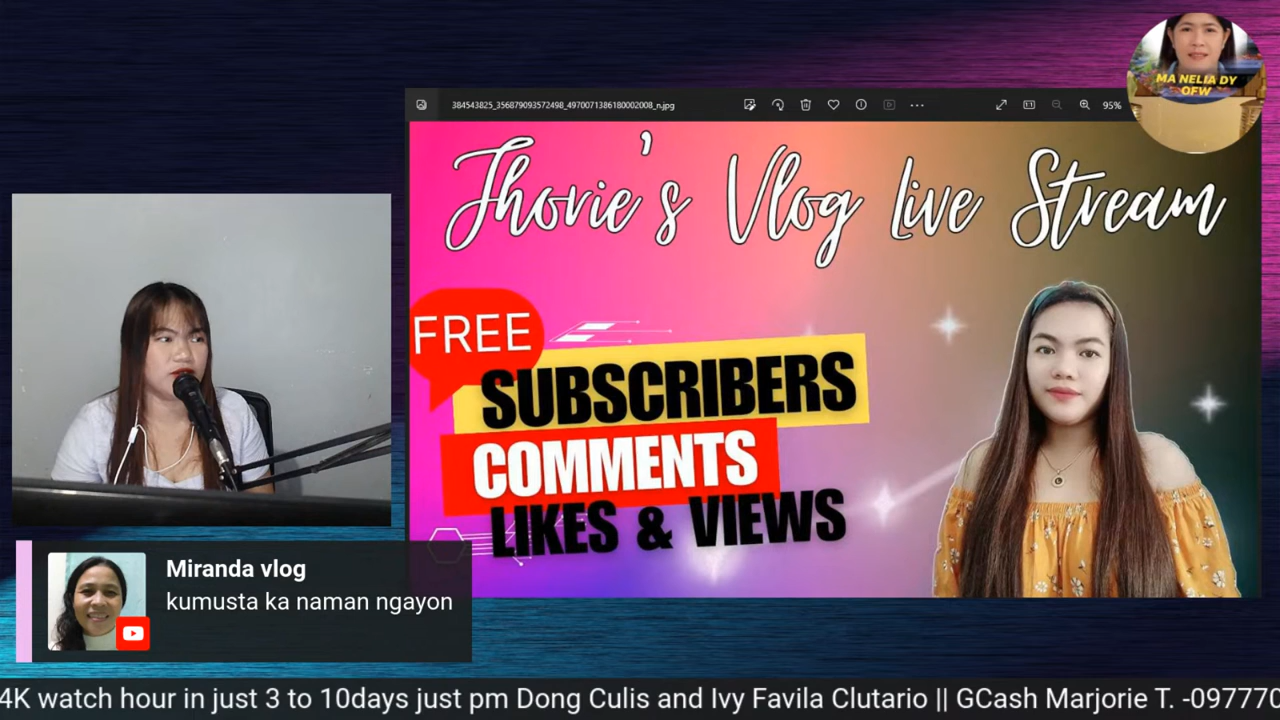 MA NELIA DY
OFW
384543825_356879093572498_4970071386180002008_n.jpg
95%
Jhovie's Vlog Live Stream
FREE
SUBSCRIBERS
COMMENTS
LIKES & VIEWS
Miranda vlog
kumusta ka naman ngayon
4K watch hour in just 3 to 10days just pm Dong Culis and Ivy Favila Clutario || GCash Marjorie T. -097770